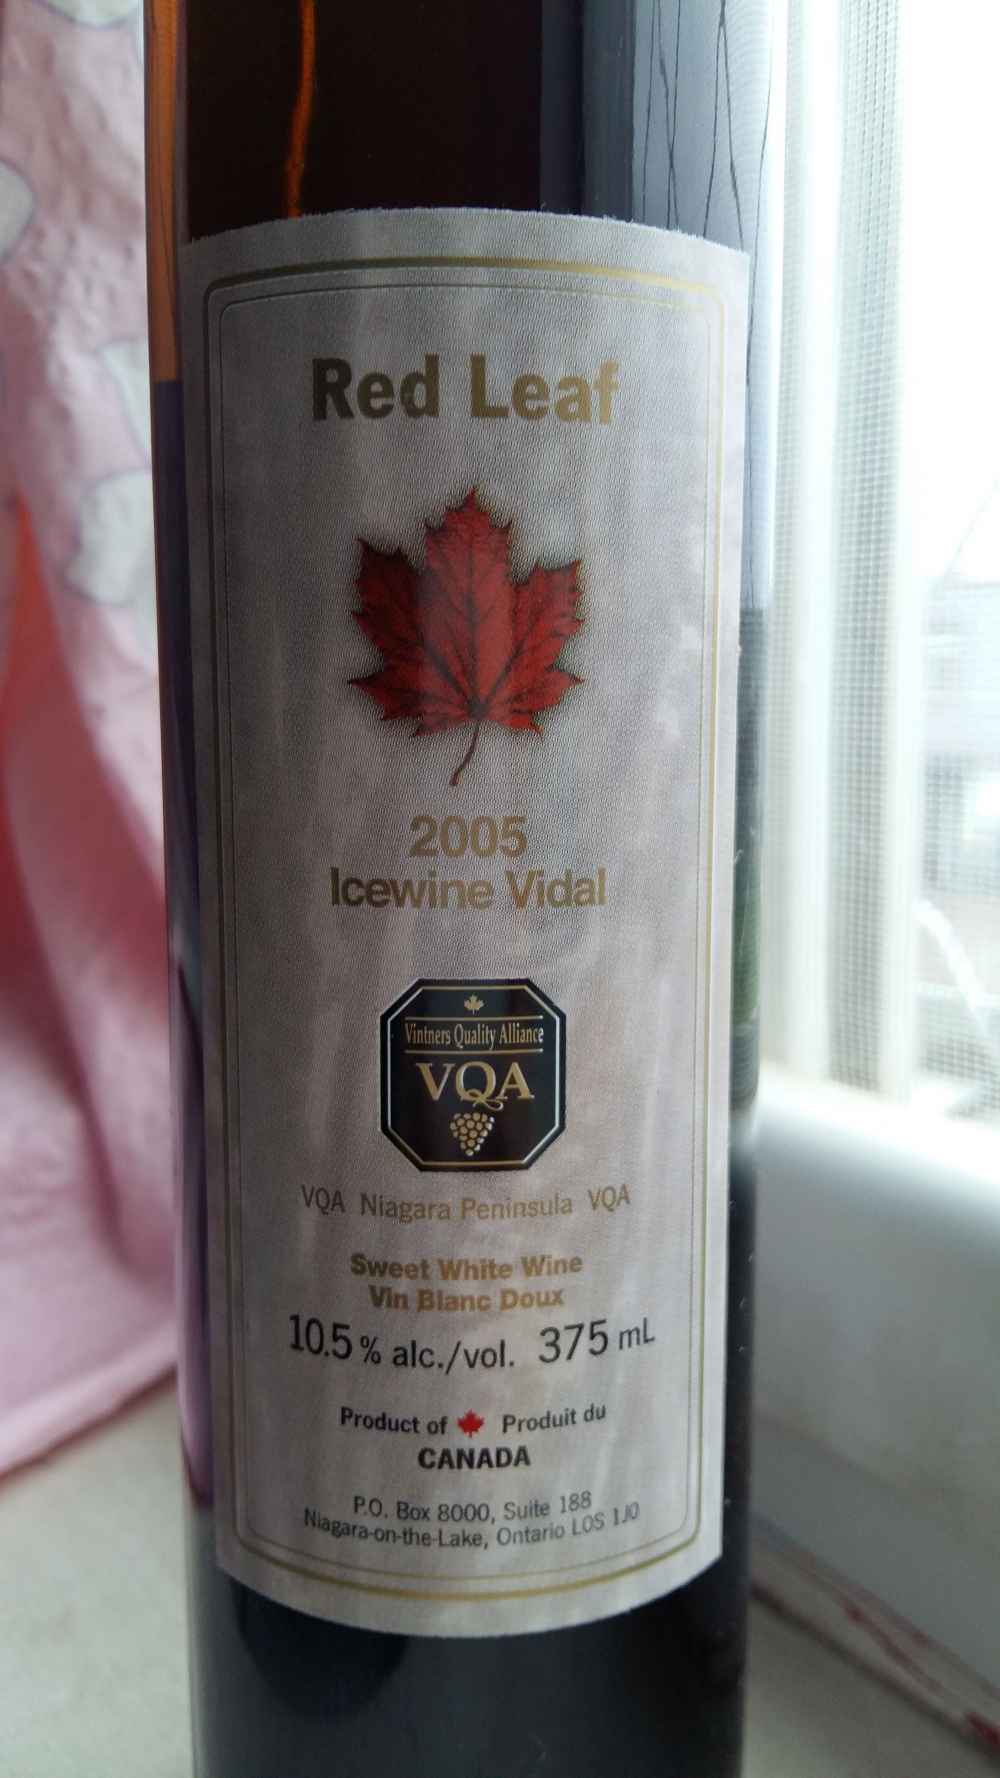 Red Leaf
2005
Icewine Vidal
Vintners Quality Alliance
VQA
VQA Niagara Peninsula VQA
Sweet White Wine
Vin Blanc Doux
10.5% alc./vol. 375 mL
Product of Produit du
CANADA
P.O. Box 8000, Suite 188
Niagara-on-the-Lake, Ontario L0S 1J0